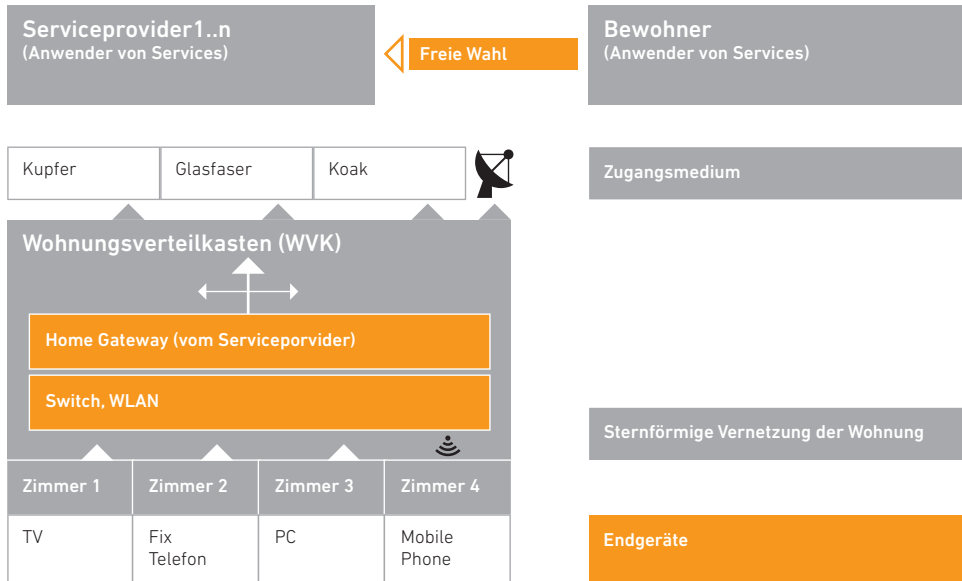 Serviceprovider1..n
(Anwender von Services)
Freie Wahl
Bewohner
(Anwender von Services)
Kupfer
Glasfaser
Koak
Zugangsmedium
Wohnungsverteilkasten (WVK)
Home Gateway (vom Serviceporvider)
Switch, WLAN
Sternförmige Vernetzung der Wohnung
Zimmer 1
Zimmer 2
Zimmer 3
Zimmer 4
TV
Fix
Telefon
PC
Mobile
Phone
Endgeräte